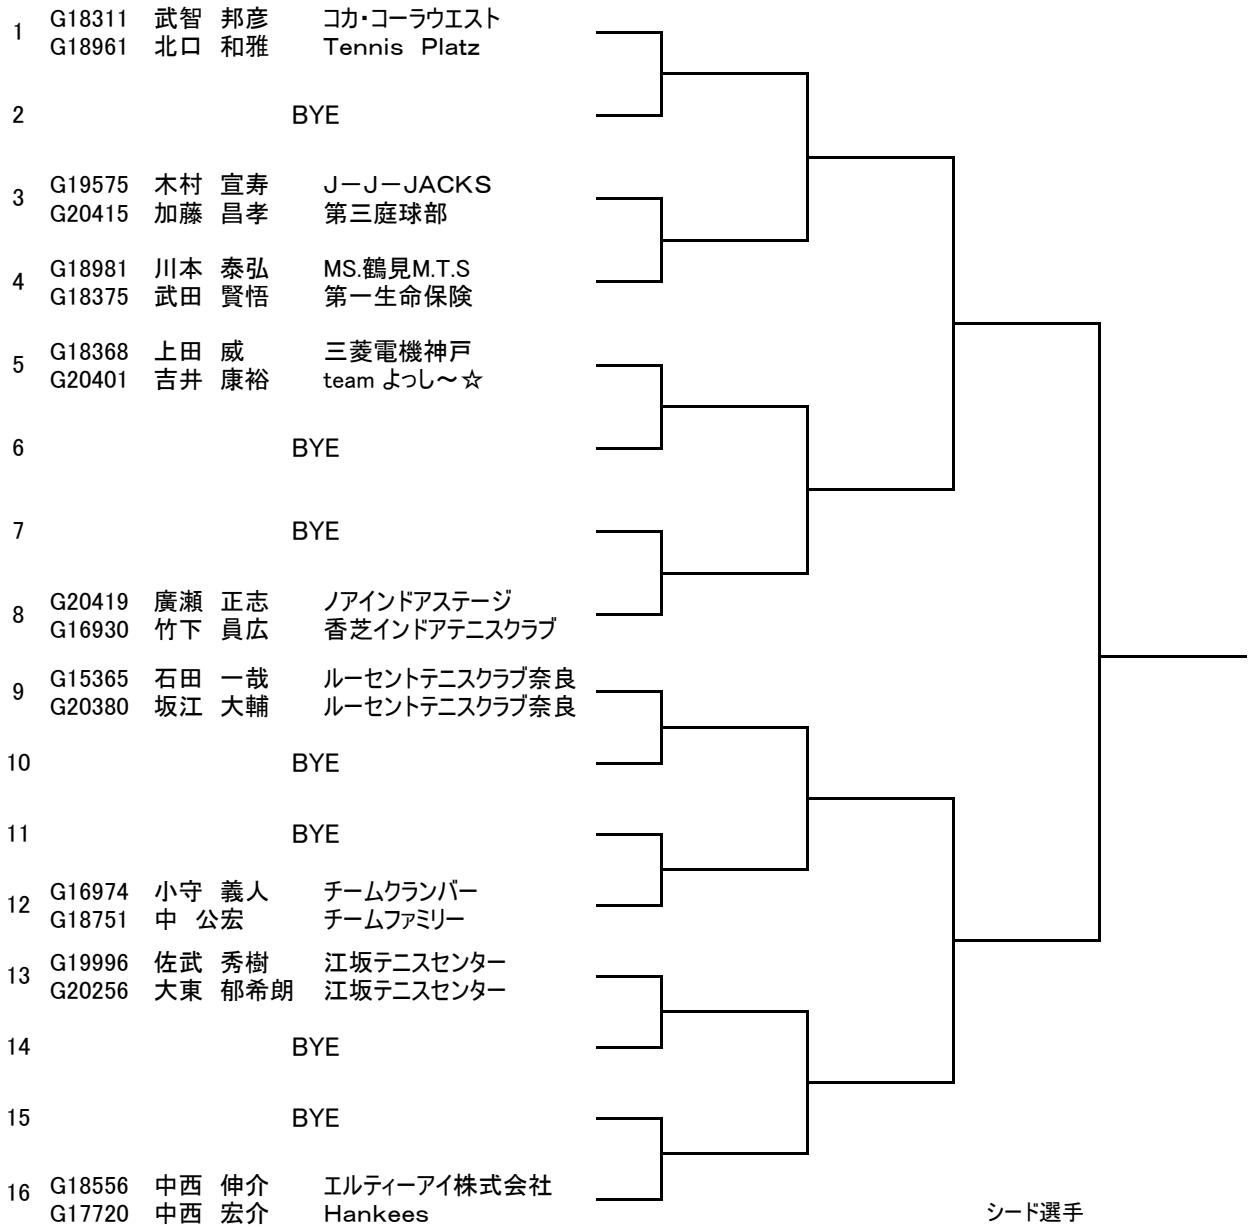 1 G18311 武智 邦彦 コカ・コーラウエスト
G18961 北口 和雅 Tennis Platz
2 BYE
3 G19575 木村 宣寿 J－J－JACKS
G20415 加藤 昌孝 第三庭球部
4 G18981 川本 泰弘 MS.鶴見M.T.S
G18375 武田 賢悟 第一生命保険
5 G18368 上田 威 三菱電機神戸
G20401 吉井 康裕 team よっし～☆
6 BYE
7 BYE
8 G20419 廣瀬 正志 ノアインドアステージ
G16930 竹下 員広 香芝インドアテニスクラブ
9 G15365 石田 一哉 ルーセントテニスクラブ奈良
G20380 坂江 大輔 ルーセントテニスクラブ奈良
10 BYE
11 BYE
12 G16974 小守 義人 チームクランバー
G18751 中 公宏 チームファミリー
13 G19996 佐武 秀樹 江坂テニスセンター
G20256 大東 郁希朗 江坂テニスセンター
14 BYE
15 BYE
16 G18556 中西 伸介 エルティーアイ株式会社
G17720 中西 宏介 Hankees
シード選手